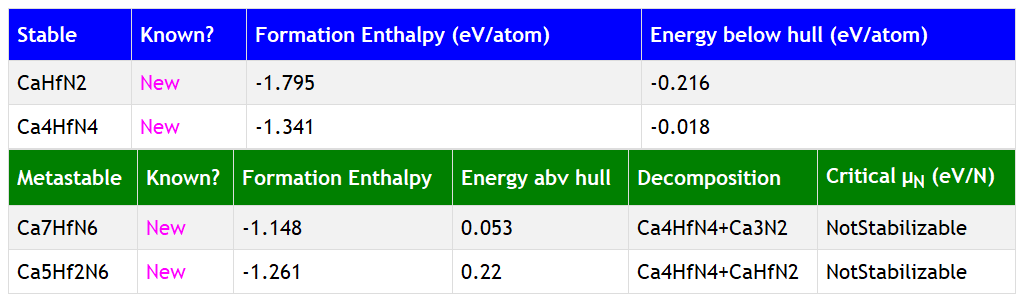 Stable Known? Formation Enthalpy (eV/atom) Energy below hull (eV/atom)
CaHfN2 New -1.795 -0.216
Ca4HfN4 New -1.341 -0.018
Metastable Known? Formation Enthalpy Energy abv hull Decomposition Critical μN (eV/N)
Ca7HfN6 New -1.148 0.053 Ca4HfN4+Ca3N2 NotStabilizable
Ca5Hf2N6 New -1.261 0.22 Ca4HfN4+CaHfN2 NotStabilizable